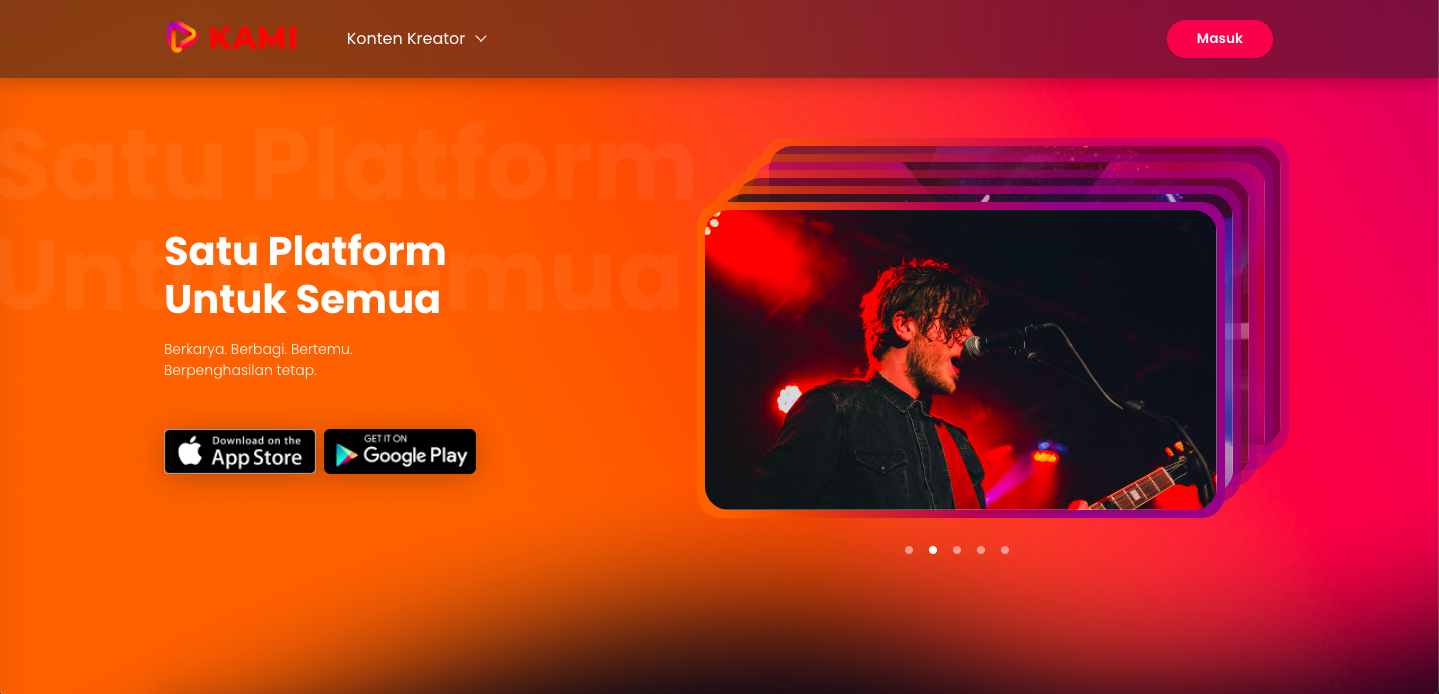 KAMI
Konten Kreator
Masuk
Satu Platform
Untuk Semua
Satu Platform
Untuk Semua
Berkarya. Berbagi. Bertemu.
Berpenghasilan tetap.
Download on the
App Store
GET IT ON
Google Play